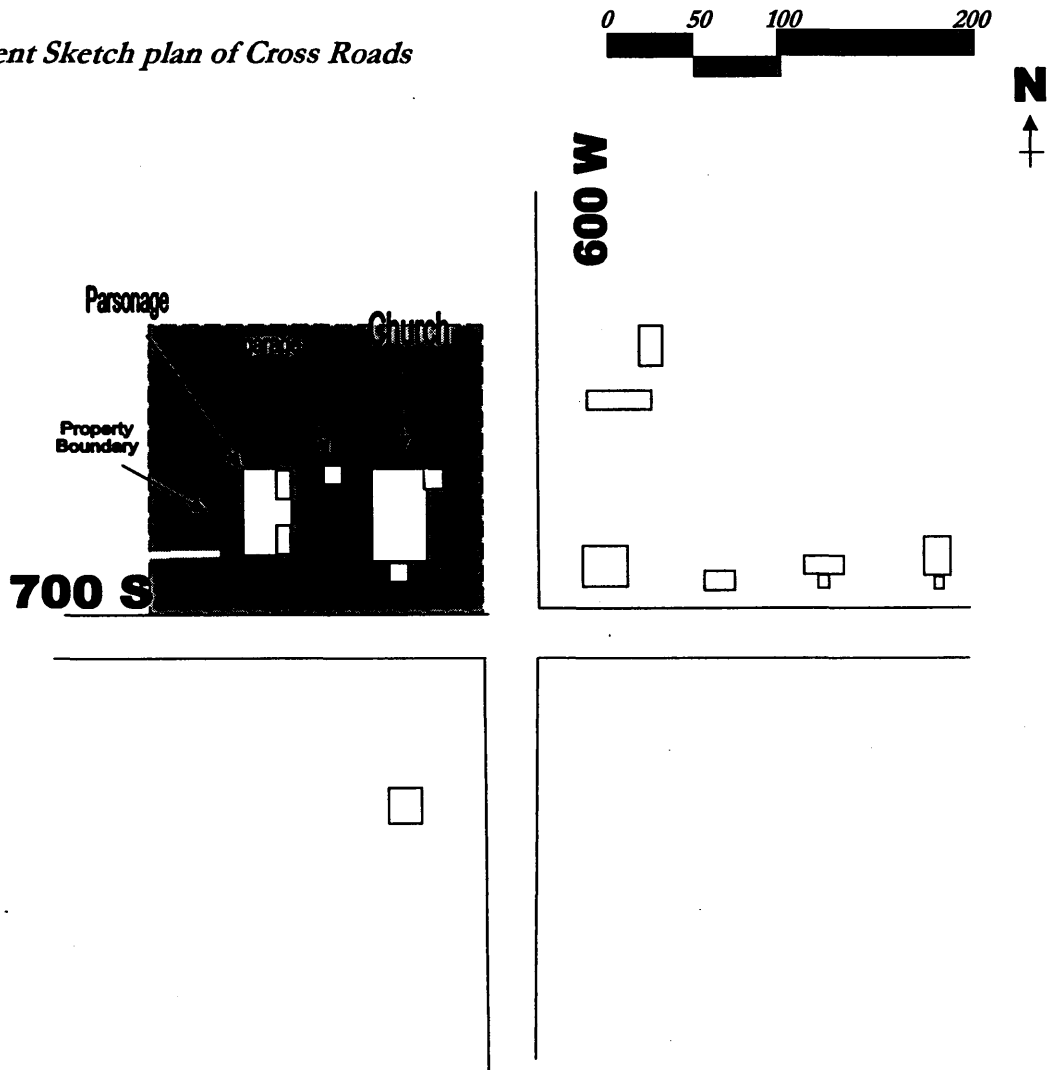 0 50 100 200
ent Sketch plan of Cross Roads
N
600 W
Parsonage
Church
Property
Boundary
700 S